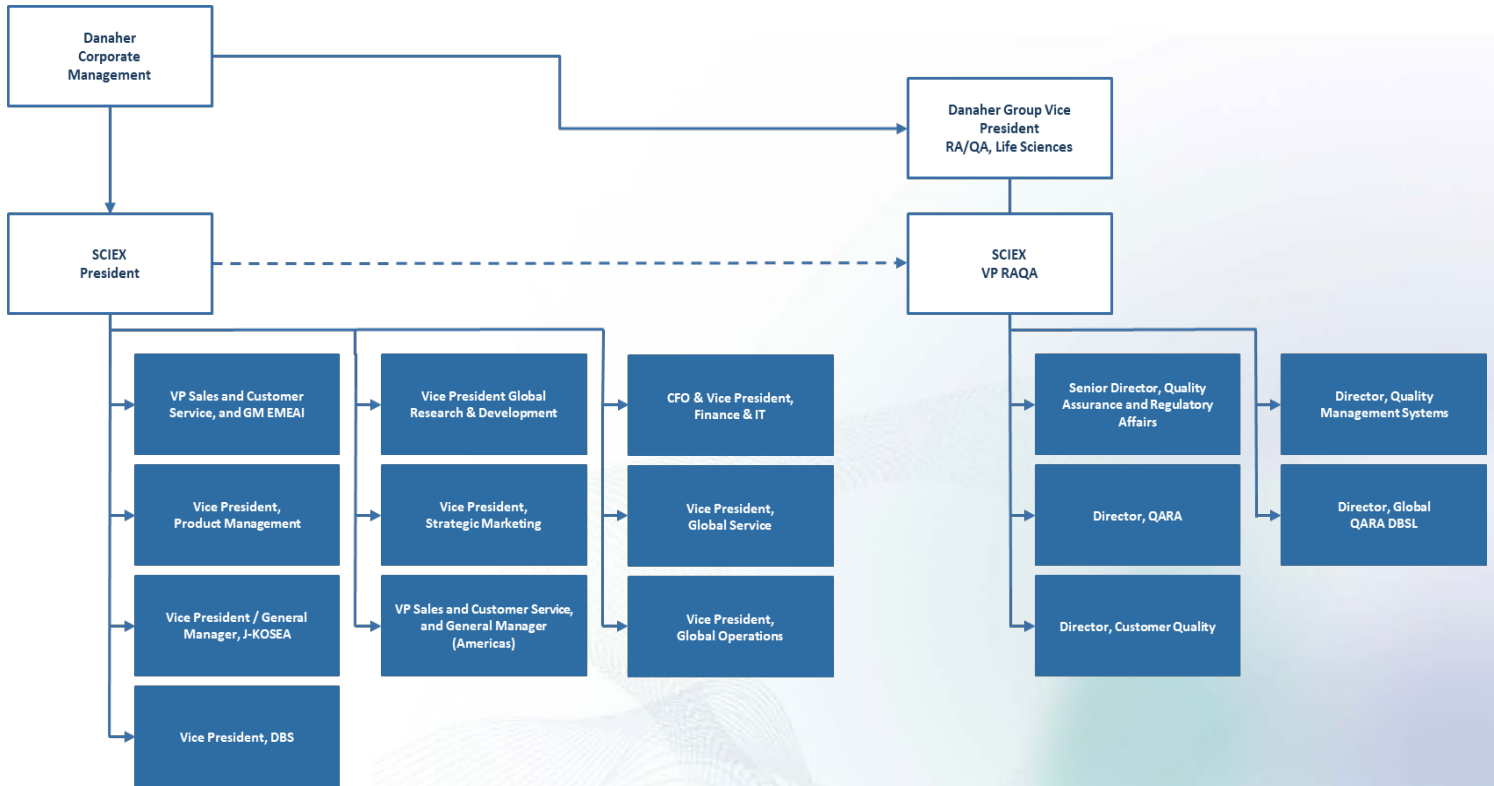 Danaher
Corporate
Management
Danaher Group Vice
President
RA/QA, Life Sciences
SCIEX
President
SCIEX
VP RAQA
VP Sales and Customer
Service, and GM EMEAI
Vice President Global
Research & Development
CFO & Vice President,
Finance & IT
Senior Director, Quality
Assurance and Regulatory
Affairs
Director, Quality
Management Systems
Vice President,
Product Management
Vice President,
Strategic Marketing
Vice President,
Global Service
Director, QARA
Director, Global
QARA DBSL
Vice President / General
Manager, J-KOSEA
VP Sales and Customer Service,
and General Manager
(Americas)
Vice President,
Global Operations
Director, Customer Quality
Vice President, DBS